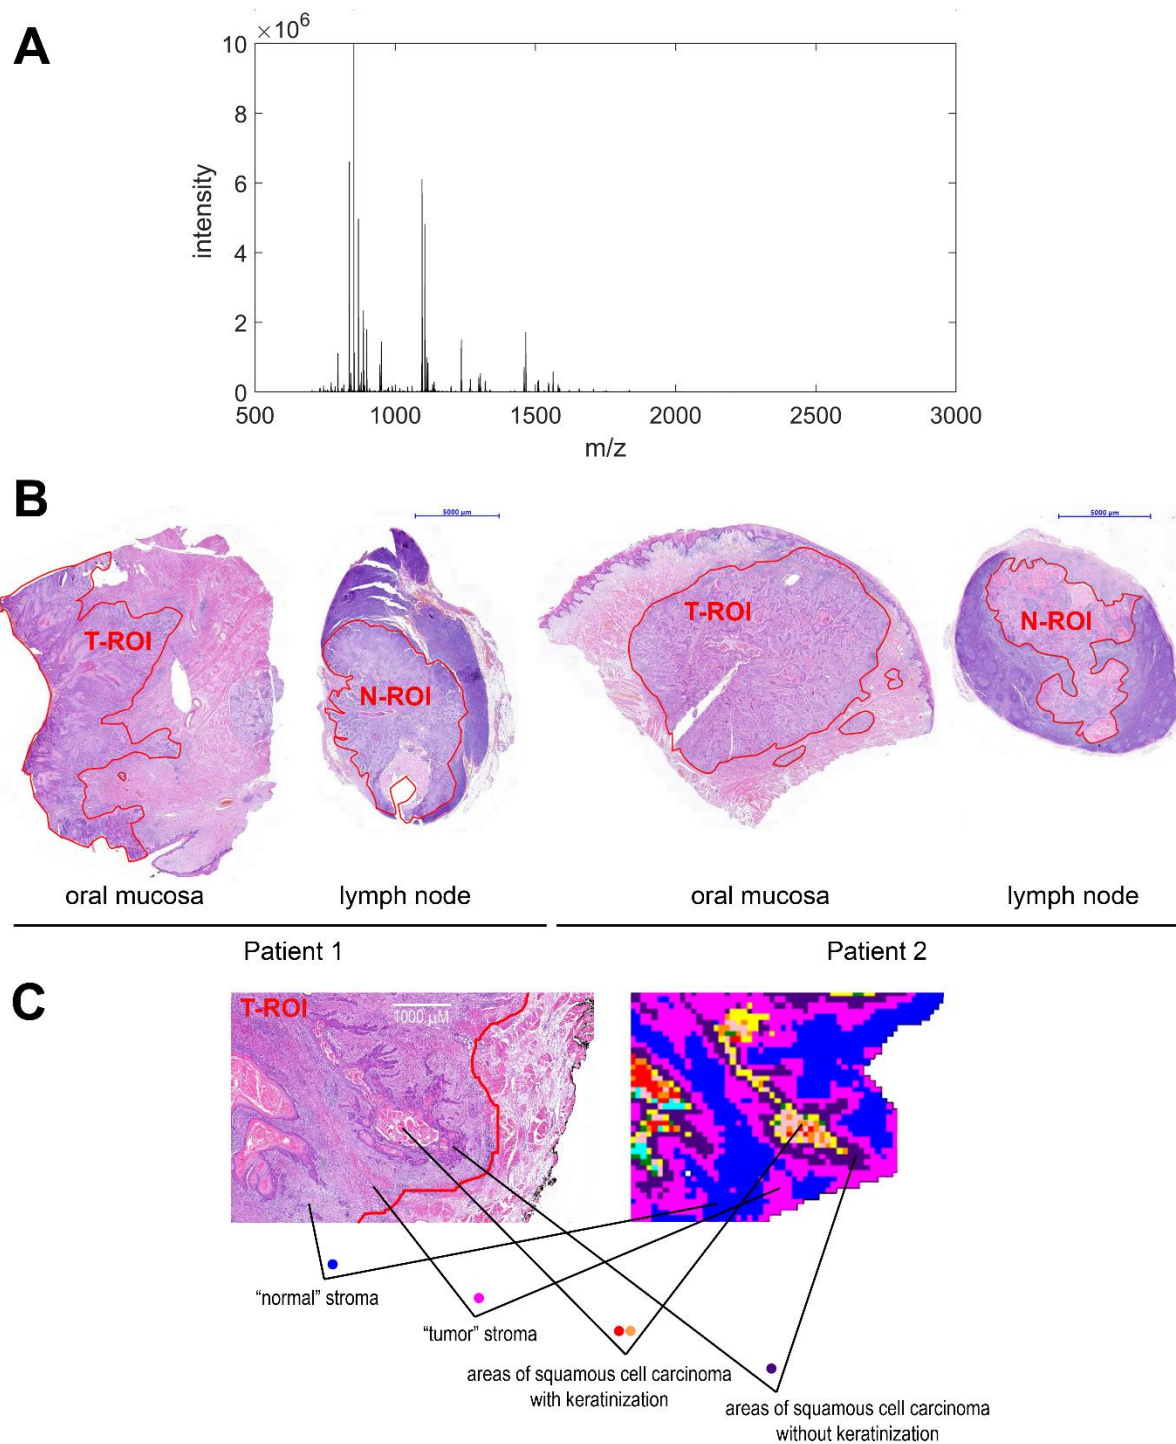 A
×10⁶
10
8
6
4
2
0
intensity
500 1000 1500 2000 2500 3000
m/z
B
5000 µm
5000 µm
T-ROI
N-ROI
T-ROI
N-ROI
oral mucosa
lymph node
oral mucosa
lymph node
Patient 1
Patient 2
C
T-ROI
1000 µM
“normal” stroma
“tumor” stroma
areas of squamous cell carcinoma
with keratinization
areas of squamous cell carcinoma
without keratinization